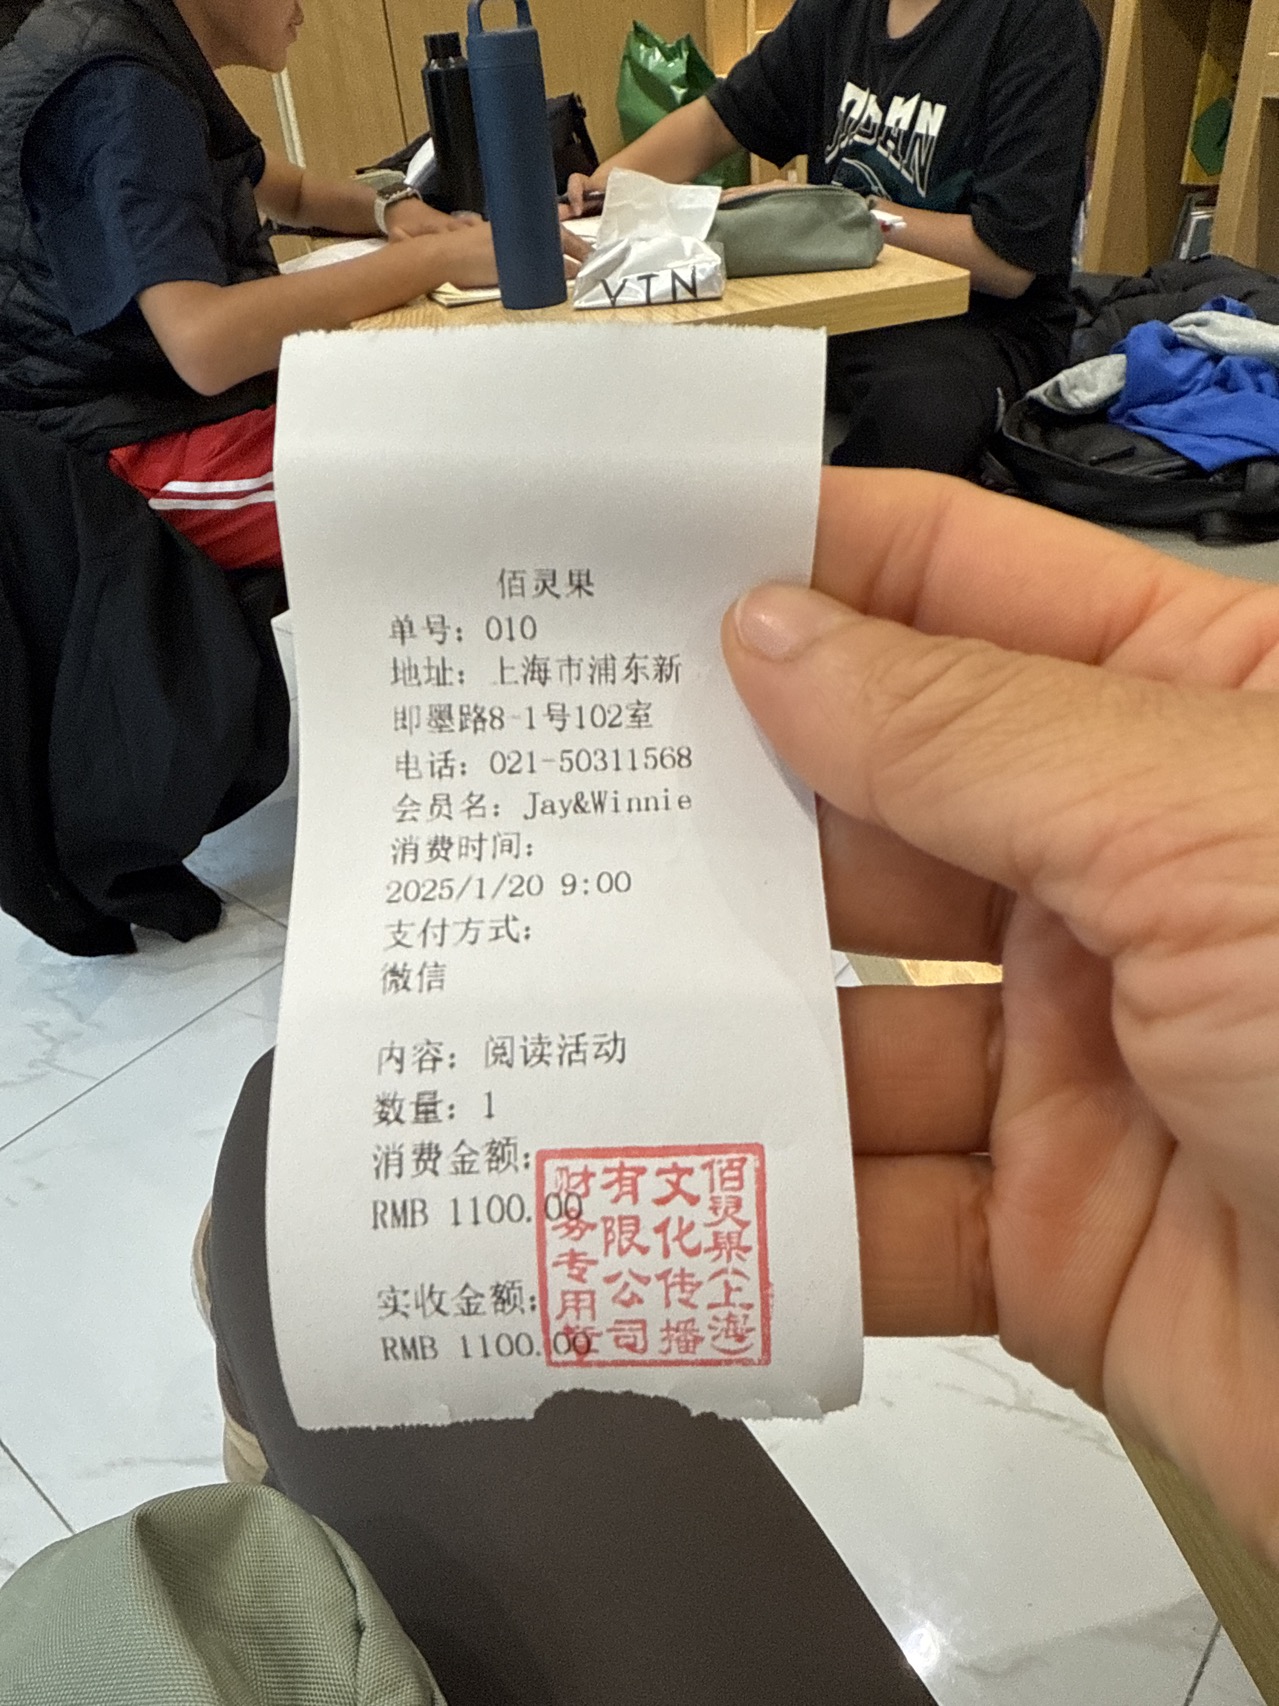 YTN
佰灵果
单号：010
地址：上海市浦东新
即墨路8-1号102室
电话：021-50311568
会员名：Jay&Winnie
消费时间：
2025/1/20 9:00
支付方式：
微信
内容：阅读活动
数量：1
消费金额：
RMB 1100.00
实收金额：
RMB 1100.00
佰灵果(上海)
文化传播
有限公司
财务专用章